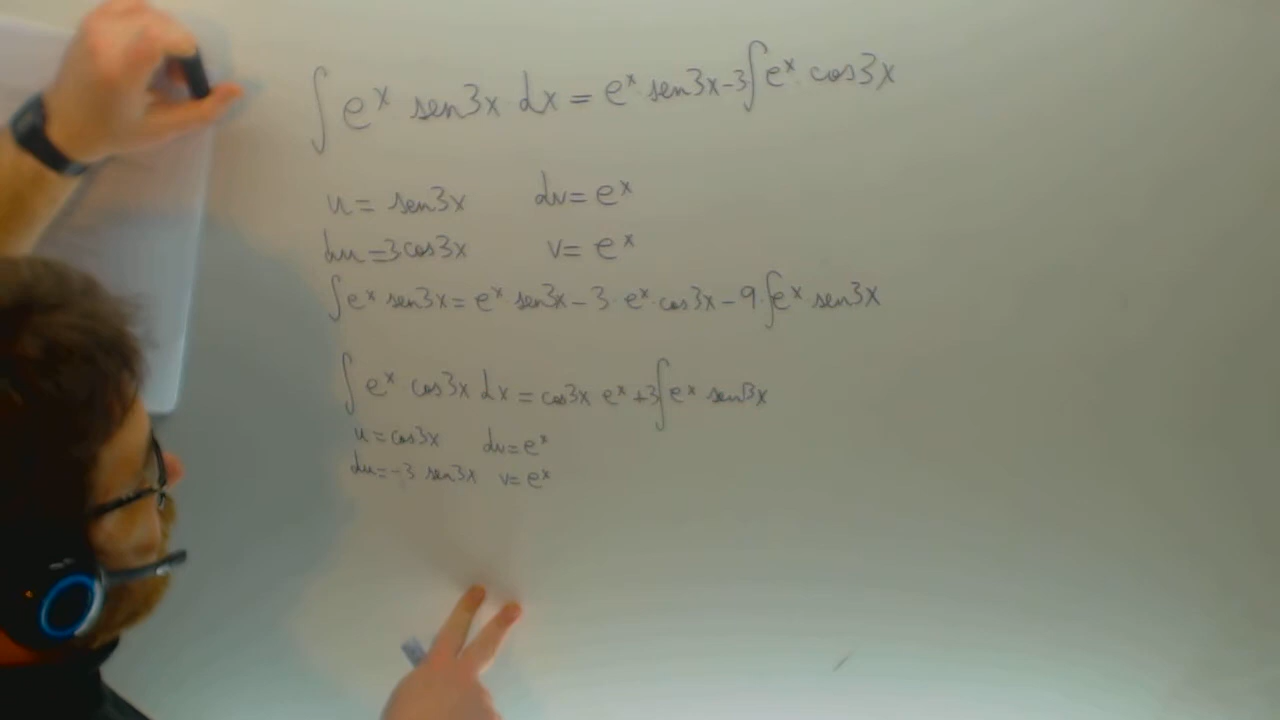 ∫ e^x sen3x dx = e^x sen3x - 3∫e^x cos3x
u = sen3x dv = e^x
du = 3cos3x v = e^x
∫e^x sen3x = e^x sen3x - 3 · e^x · cos3x - 9 · ∫e^x sen3x
∫ e^x cos3x dx = cos3x e^x + 3∫e^x sen3x
u = cos3x dv = e^x
du = -3 sen3x v = e^x